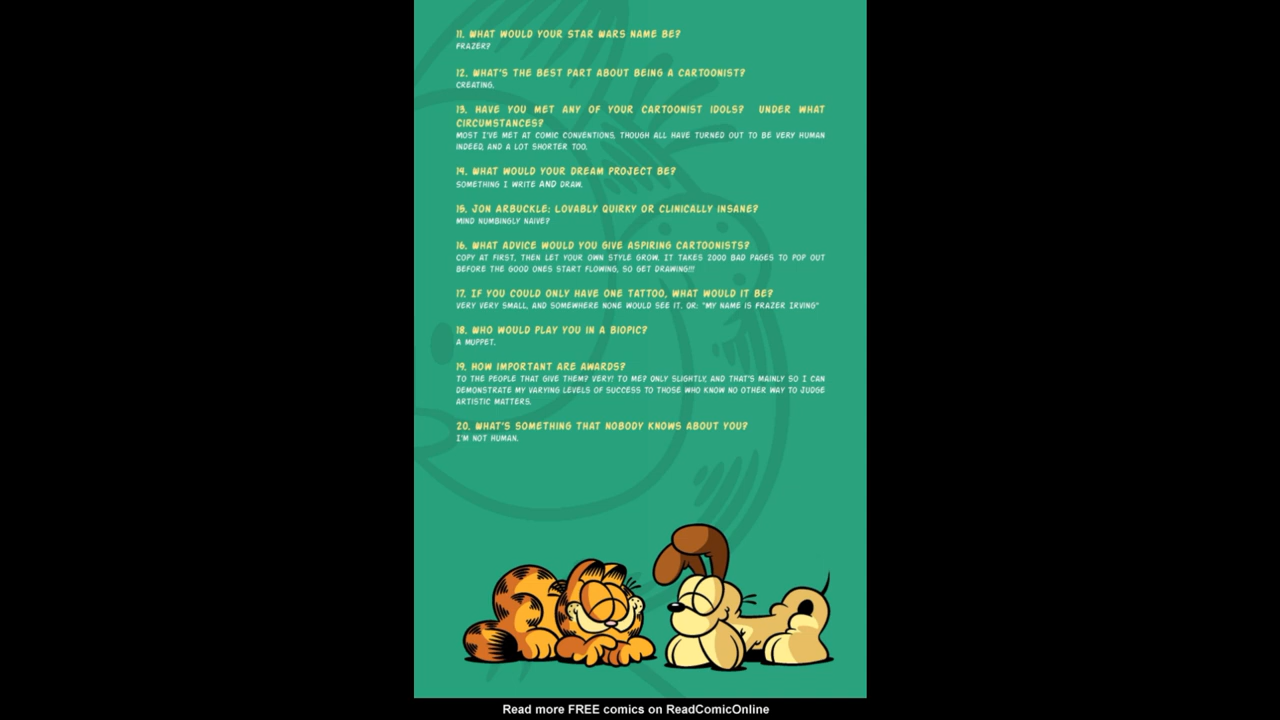 11. WHAT WOULD YOUR STAR WARS NAME BE?
FRAZER?
12. WHAT'S THE BEST PART ABOUT BEING A CARTOONIST?
CREATING.
13. HAVE YOU MET ANY OF YOUR CARTOONIST IDOLS? UNDER WHAT
CIRCUMSTANCES?
MOST I'VE MET AT COMIC CONVENTIONS, THOUGH ALL HAVE TURNED OUT TO BE VERY HUMAN
INDEED, AND A LOT SHORTER TOO.
14. WHAT WOULD YOUR DREAM PROJECT BE?
SOMETHING I WRITE AND DRAW.
15. JON ARBUCKLE: LOVABLY QUIRKY OR CLINICALLY INSANE?
MIND NUMBINGLY NAIVE?
16. WHAT ADVICE WOULD YOU GIVE ASPIRING CARTOONISTS?
COPY AT FIRST, THEN LET YOUR OWN STYLE GROW. IT TAKES 2000 BAD PAGES TO POP OUT
BEFORE THE GOOD ONES START FLOWING, SO GET DRAWING!!!
17. IF YOU COULD ONLY HAVE ONE TATTOO, WHAT WOULD IT BE?
VERY VERY SMALL, AND SOMEWHERE NONE WOULD SEE IT. OR: "MY NAME IS FRAZER IRVING"
18. WHO WOULD PLAY YOU IN A BIOPIC?
A MUPPET.
19. HOW IMPORTANT ARE AWARDS?
TO THE PEOPLE THAT GIVE THEM? VERY! TO ME? ONLY SLIGHTLY, AND THAT'S MAINLY SO I CAN
DEMONSTRATE MY VARYING LEVELS OF SUCCESS TO THOSE WHO KNOW NO OTHER WAY TO JUDGE
ARTISTIC MATTERS.
20. WHAT'S SOMETHING THAT NOBODY KNOWS ABOUT YOU?
I'M NOT HUMAN.
Read more FREE comics on ReadComicOnline